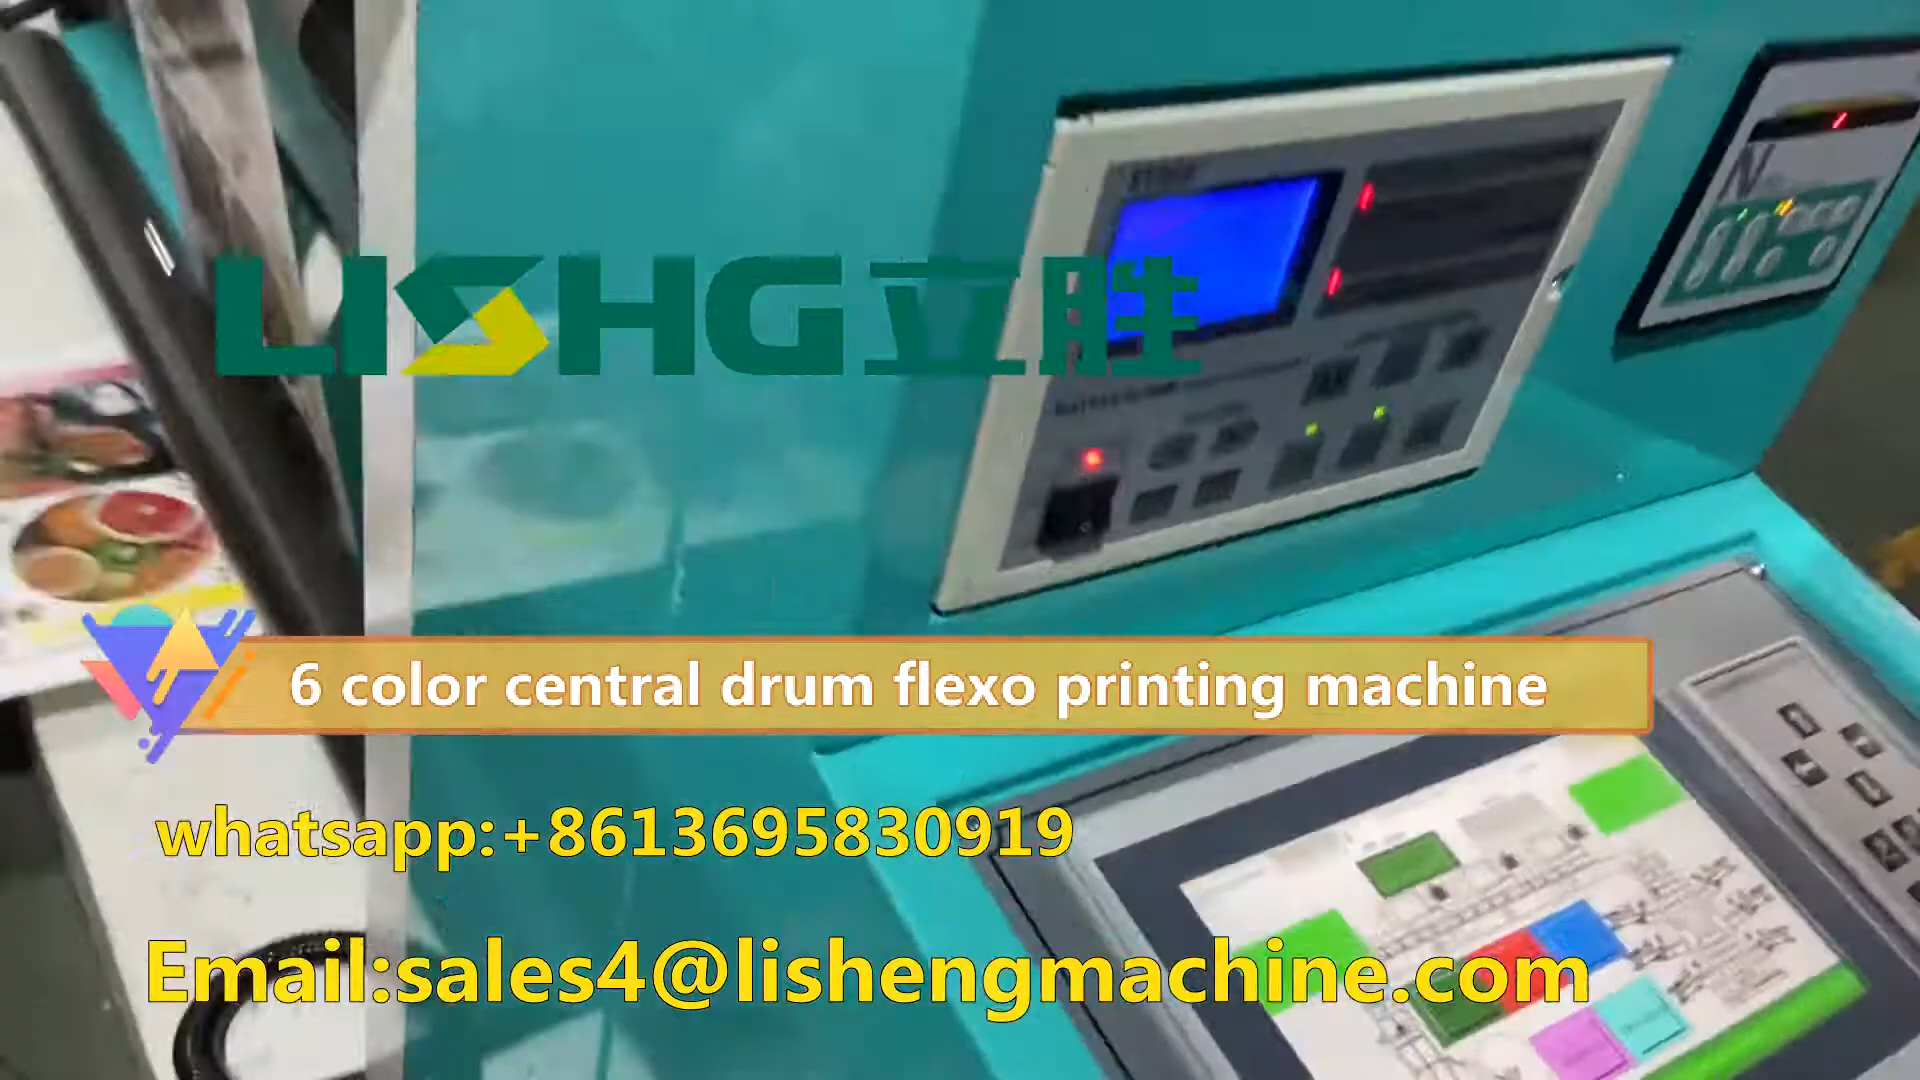 LISHG立胜
6 color central drum flexo printing machine
whatsapp:+8613695830919
Email:sales4@lishengmachine.com